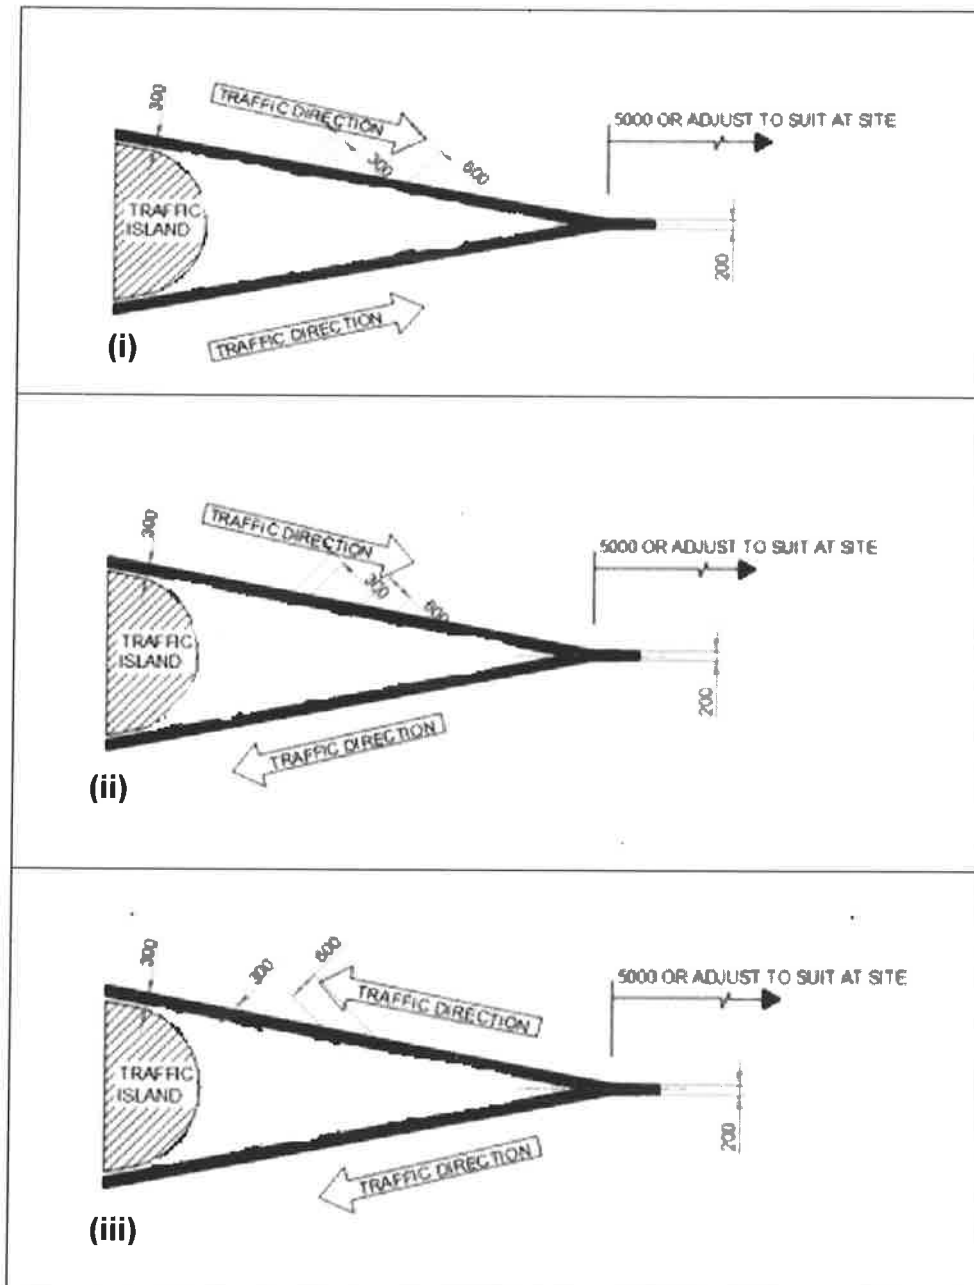 300
TRAFFIC DIRECTION
300
600
5000 OR ADJUST TO SUIT AT SITE
TRAFFIC
ISLAND
200
TRAFFIC DIRECTION
(i)
300
TRAFFIC DIRECTION
300
600
5000 OR ADJUST TO SUIT AT SITE
TRAFFIC
ISLAND
200
TRAFFIC DIRECTION
(ii)
300
300
600
TRAFFIC DIRECTION
5000 OR ADJUST TO SUIT AT SITE
TRAFFIC
ISLAND
200
TRAFFIC DIRECTION
(iii)